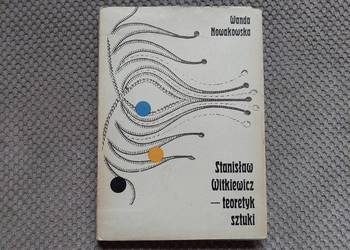 Wanda
Nowakowska
Stanisław
Witkiewicz
— teoretyk
sztuki